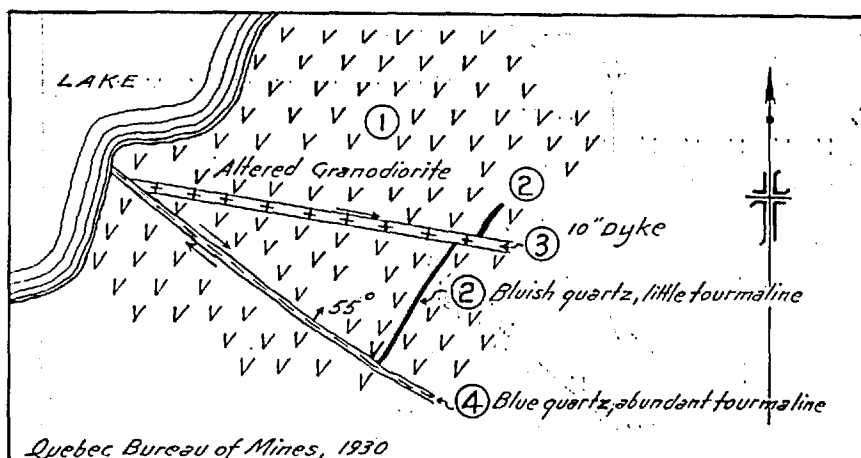 LAKE
①
Altered Granodiorite
②
③ 10" Dyke
② Bluish quartz, little tourmaline
55°
④ Blue quartz, abundant tourmaline
Quebec Bureau of Mines, 1930